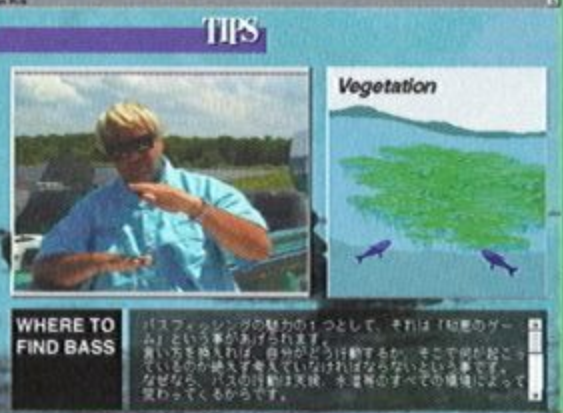 TIPS
Vegetation
WHERE TO
FIND BASS
バスフィッシングの魅力の1つとして、それは「知恵のゲー
ム」という事があげられます。
言い方を換えれば、自分がどう行動するか、そこで何が起こっ
ているのか絶えず考えていなければならないという事です。
なぜなら、バスの行動は天候、水温等のすべての環境によって
変わってくるからです。